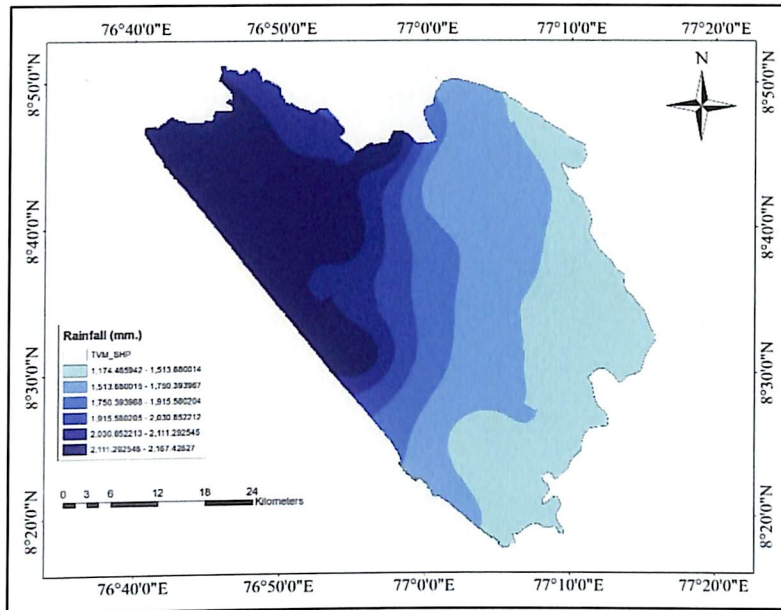 76°40'0"E 76°50'0"E 77°0'0"E 77°10'0"E 77°20'0"E
N
8°50'0"N 8°50'0"N
8°40'0"N 8°40'0"N
8°30'0"N 8°30'0"N
8°20'0"N 8°20'0"N
Rainfall (mm.)
TVM_SHP
1,174.485942 - 1,513.680014
1,513.680015 - 1,750.393967
1,750.393968 - 1,915.580204
1,915.580205 - 2,030.852212
2,030.852213 - 2,111.292545
2,111.292546 - 2,167.42627
0 3 6 12 18 24
Kilometers
76°40'0"E 76°50'0"E 77°0'0"E 77°10'0"E 77°20'0"E